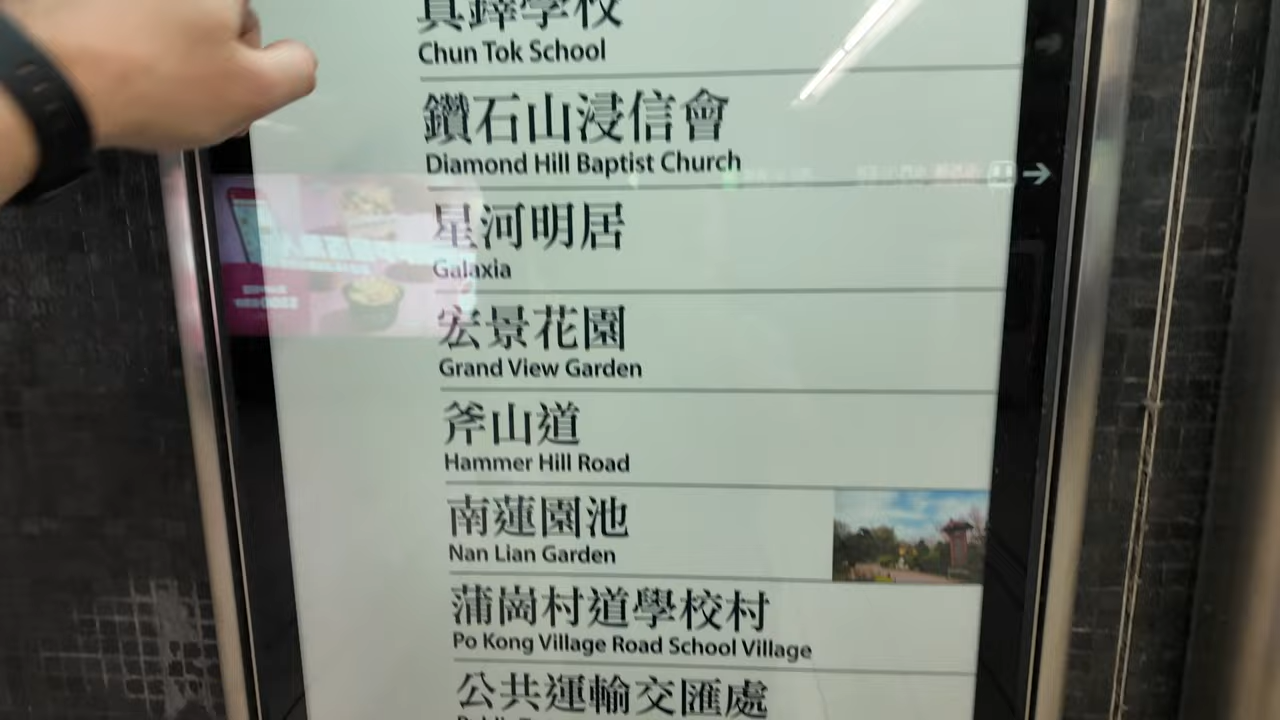 真鐸學校
Chun Tok School
鑽石山浸信會
Diamond Hill Baptist Church
星河明居
Galaxia
宏景花園
Grand View Garden
斧山道
Hammer Hill Road
南蓮園池
Nan Lian Garden
蒲崗村道學校村
Po Kong Village Road School Village
公共運輸交匯處